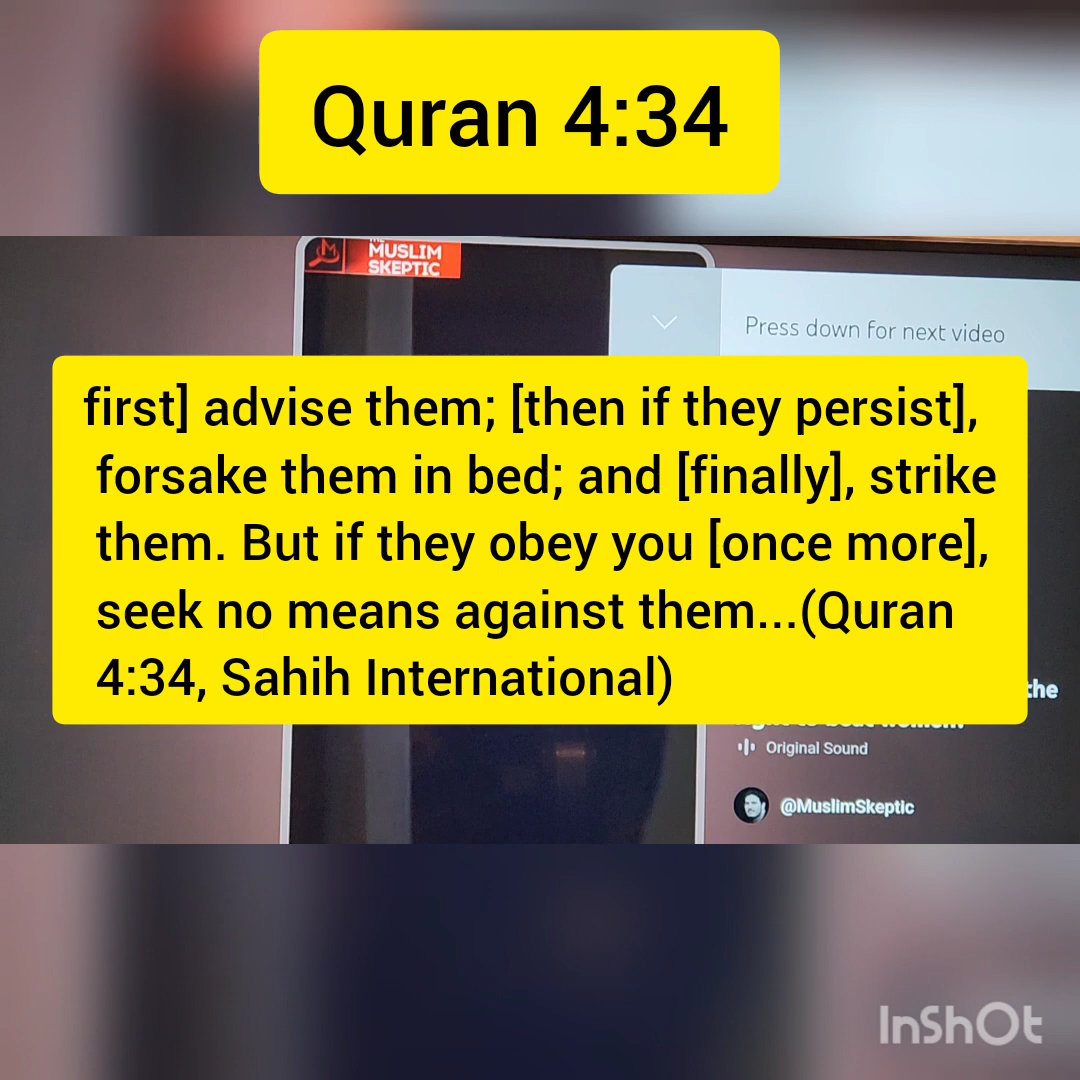 Quran 4:34
MUSLIM
SKEPTIC
Press down for next video
first] advise them; [then if they persist],
forsake them in bed; and [finally], strike
them. But if they obey you [once more],
seek no means against them...(Quran
4:34, Sahih International)
the
Original Sound
@MuslimSkeptic
InShOt